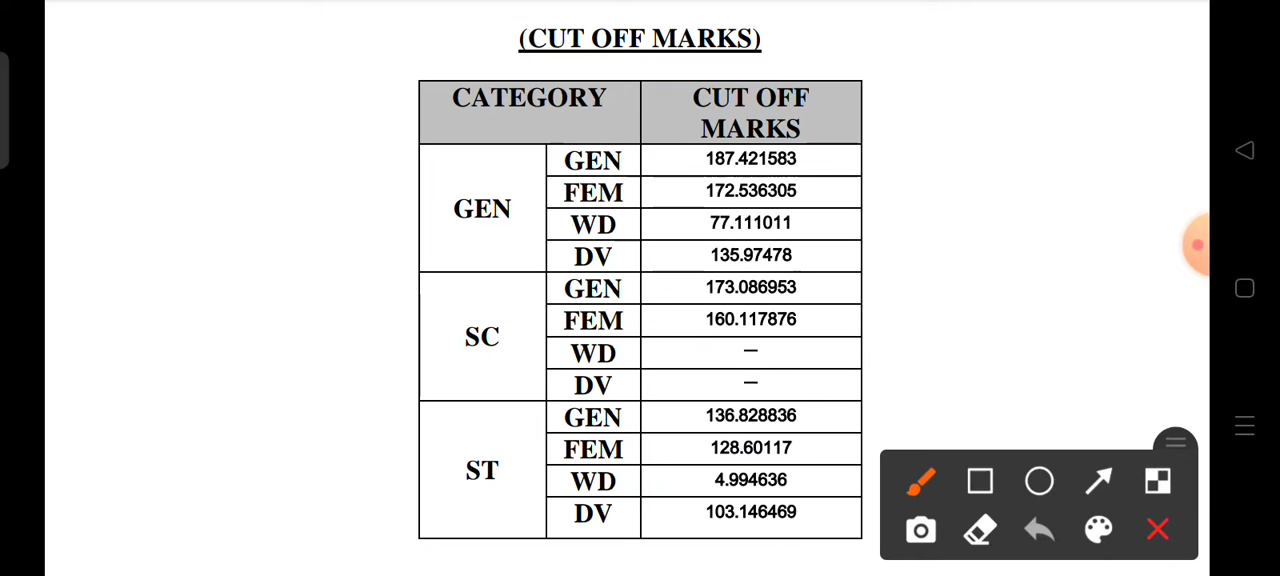 (CUT OFF MARKS)
CATEGORY CUT OFF
MARKS
GEN
GEN 187.421583
FEM 172.536305
WD 77.111011
DV 135.97478
SC
GEN 173.086953
FEM 160.117876
WD –
DV –
ST
GEN 136.828836
FEM 128.60117
WD 4.994636
DV 103.146469